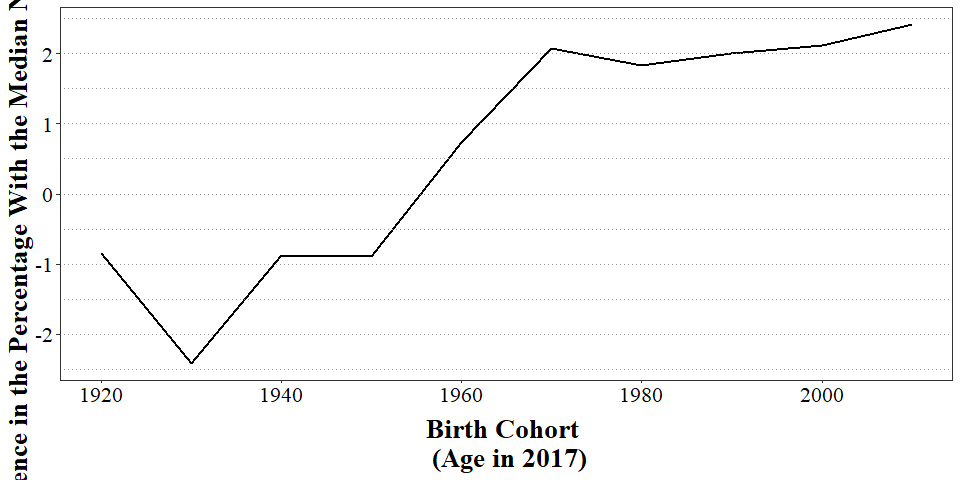 ence in the Percentage With the Median N
2
1
0
-1
-2
1920 1940 1960 1980 2000
Birth Cohort
(Age in 2017)